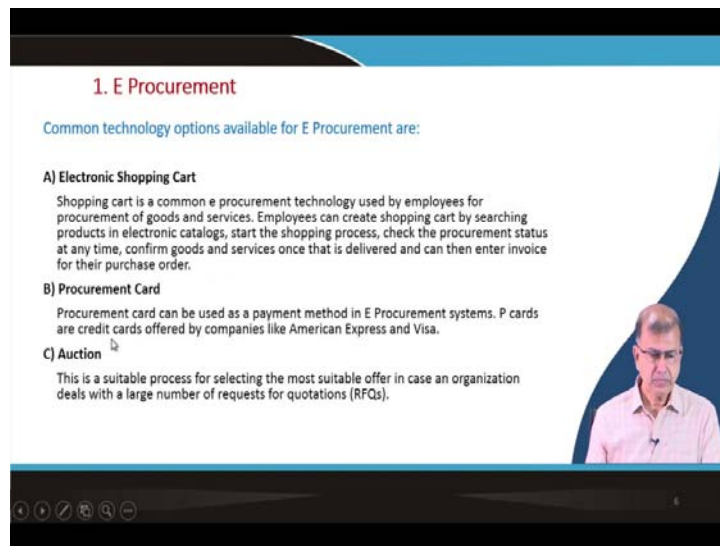 1. E Procurement
Common technology options available for E Procurement are:
A) Electronic Shopping Cart
Shopping cart is a common e procurement technology used by employees for
procurement of goods and services. Employees can create shopping cart by searching
products in electronic catalogs, start the shopping process, check the procurement status
at any time, confirm goods and services once that is delivered and can then enter invoice
for their purchase order.
B) Procurement Card
Procurement card can be used as a payment method in E Procurement systems. P cards
are credit cards offered by companies like American Express and Visa.
C) Auction
This is a suitable process for selecting the most suitable offer in case an organization
deals with a large number of requests for quotations (RFQs).
6